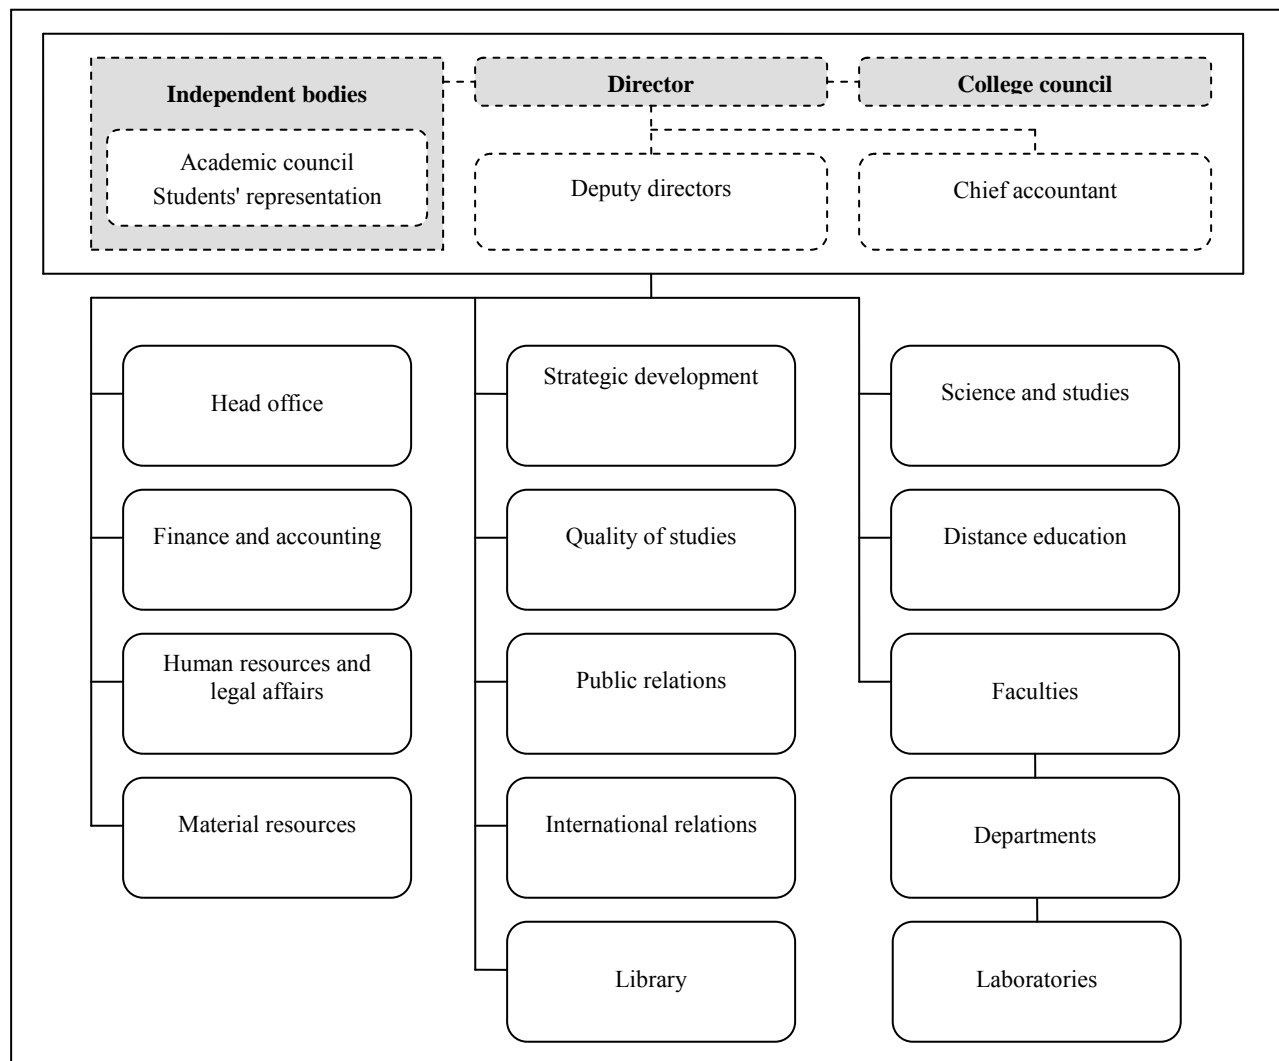 Independent bodies
Academic council
Students' representation
Director
College council
Deputy directors
Chief accountant
Head office
Finance and accounting
Human resources and
legal affairs
Material resources
Strategic development
Quality of studies
Public relations
International relations
Library
Science and studies
Distance education
Faculties
Departments
Laboratories